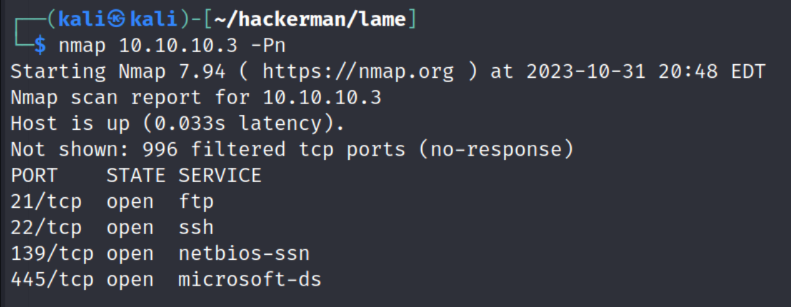 ┌──(kali㉿kali)-[~/hackerman/lame]
└─$ nmap 10.10.10.3 -Pn
Starting Nmap 7.94 ( https://nmap.org ) at 2023-10-31 20:48 EDT
Nmap scan report for 10.10.10.3
Host is up (0.033s latency).
Not shown: 996 filtered tcp ports (no-response)
PORT    STATE SERVICE
21/tcp  open  ftp
22/tcp  open  ssh
139/tcp open  netbios-ssn
445/tcp open  microsoft-ds